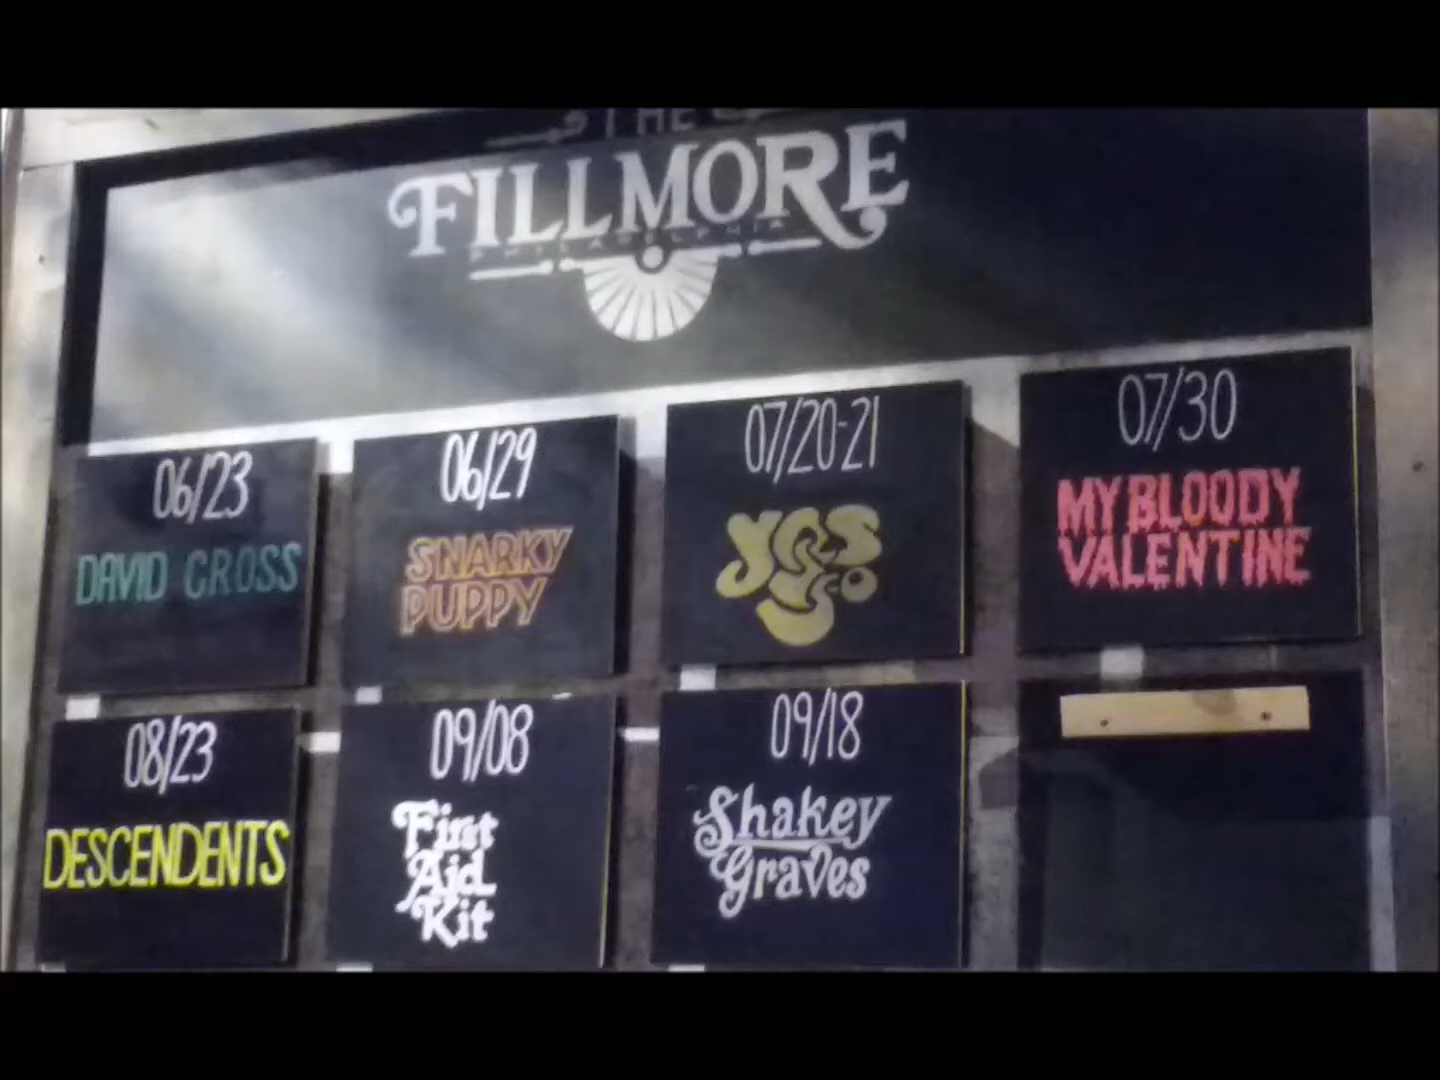 THE
FILLMORE
PHILADELPHIA
06/23
DAVID CROSS
06/29
SNARKY
PUPPY
07/20-21
yes
07/30
MY BLOODY
VALENTINE
08/23
DESCENDENTS
09/08
First
Aid
Kit
09/18
Shakey
Graves